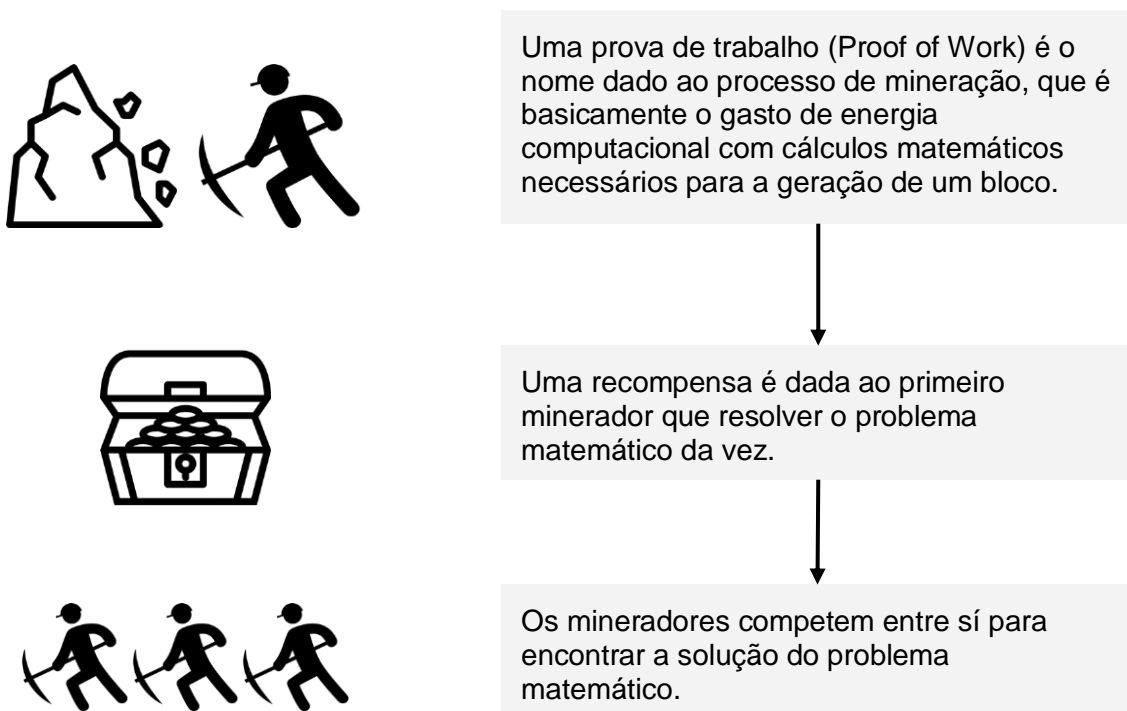 Uma prova de trabalho (Proof of Work) é o
nome dado ao processo de mineração, que é
basicamente o gasto de energia
computacional com cálculos matemáticos
necessários para a geração de um bloco.
Uma recompensa é dada ao primeiro
minerador que resolver o problema
matemático da vez.
Os mineradores competem entre sí para
encontrar a solução do problema
matemático.